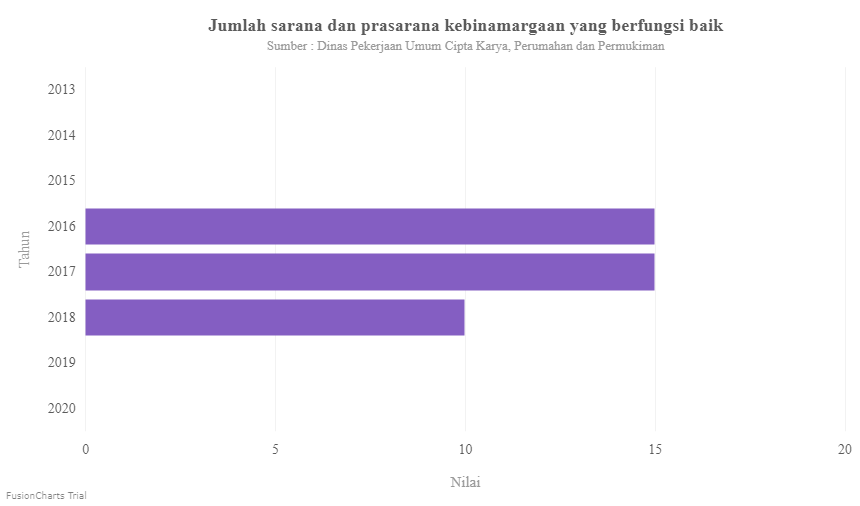 Jumlah sarana dan prasarana kebinamargaan yang berfungsi baik
Sumber : Dinas Pekerjaan Umum Cipta Karya, Perumahan dan Permukiman
Tahun
2013
2014
2015
2016
2017
2018
2019
2020
0 5 10 15 20
Nilai
FusionCharts Trial